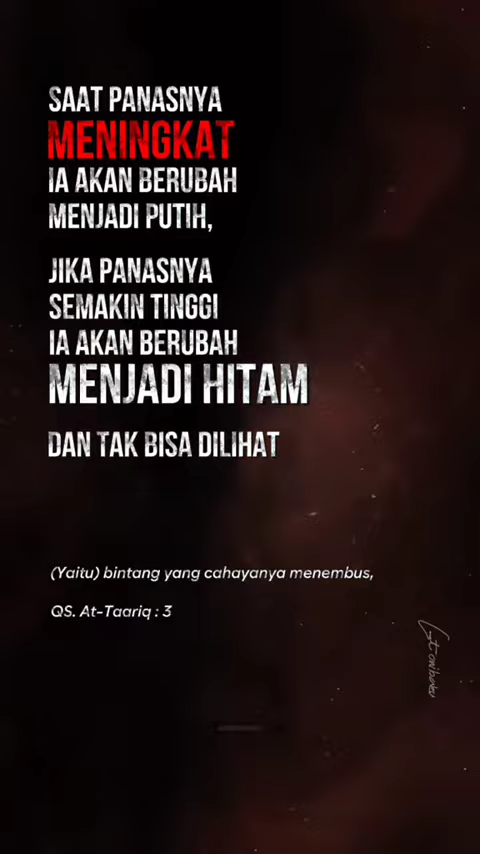 SAAT PANASNYA
MENINGKAT
IA AKAN BERUBAH
MENJADI PUTIH,
JIKA PANASNYA
SEMAKIN TINGGI
IA AKAN BERUBAH
MENJADI HITAM
DAN TAK BISA DILIHAT
(Yaitu) bintang yang cahayanya menembus,
QS. At-Taariq : 3